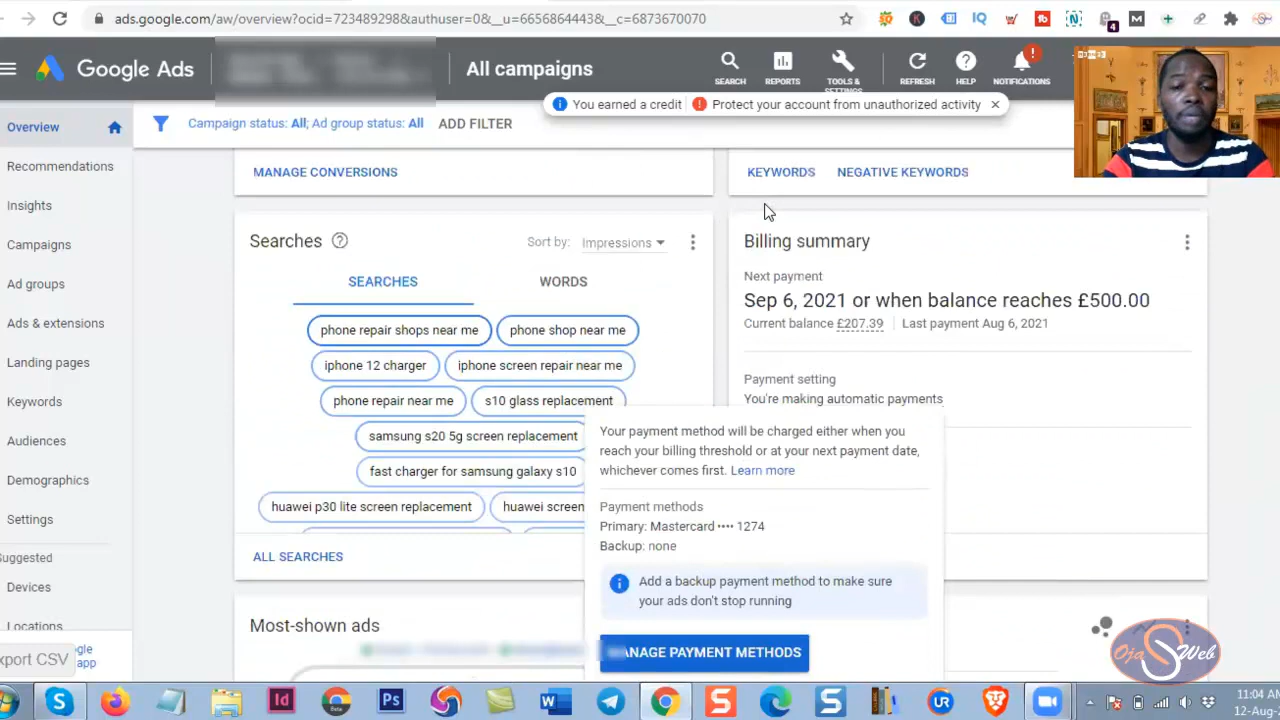 ads.google.com/aw/overview?ocid=723489298&authuser=0&__u=6656864443&__c=6873670070
4
Google Ads
All campaigns
SEARCH
REPORTS
TOOLS &
SETTINGS
REFRESH
HELP
NOTIFICATIONS
You earned a credit
Protect your account from unauthorized activity
Campaign status: All; Ad group status: All
ADD FILTER
Overview
Recommendations
Insights
Campaigns
Ad groups
Ads & extensions
Landing pages
Keywords
Audiences
Demographics
Settings
Suggested
Devices
Locations
xport CSV
gle
app
MANAGE CONVERSIONS
KEYWORDS
NEGATIVE KEYWORDS
Searches
Sort by: Impressions
SEARCHES
WORDS
phone repair shops near me
phone shop near me
iphone 12 charger
iphone screen repair near me
phone repair near me
s10 glass replacement
samsung s20 5g screen replacement
fast charger for samsung galaxy s10
huawei p30 lite screen replacement
huawei screen
ALL SEARCHES
Most-shown ads
Billing summary
Next payment
Sep 6, 2021 or when balance reaches £500.00
Current balance £207.39
Last payment Aug 6, 2021
Payment setting
You're making automatic payments
Your payment method will be charged either when you
reach your billing threshold or at your next payment date,
whichever comes first. Learn more
Payment methods
Primary: Mastercard •••• 1274
Backup: none
Add a backup payment method to make sure
your ads don't stop running
ANAGE PAYMENT METHODS
Oja Web
11:04 AM
12-Aug-2